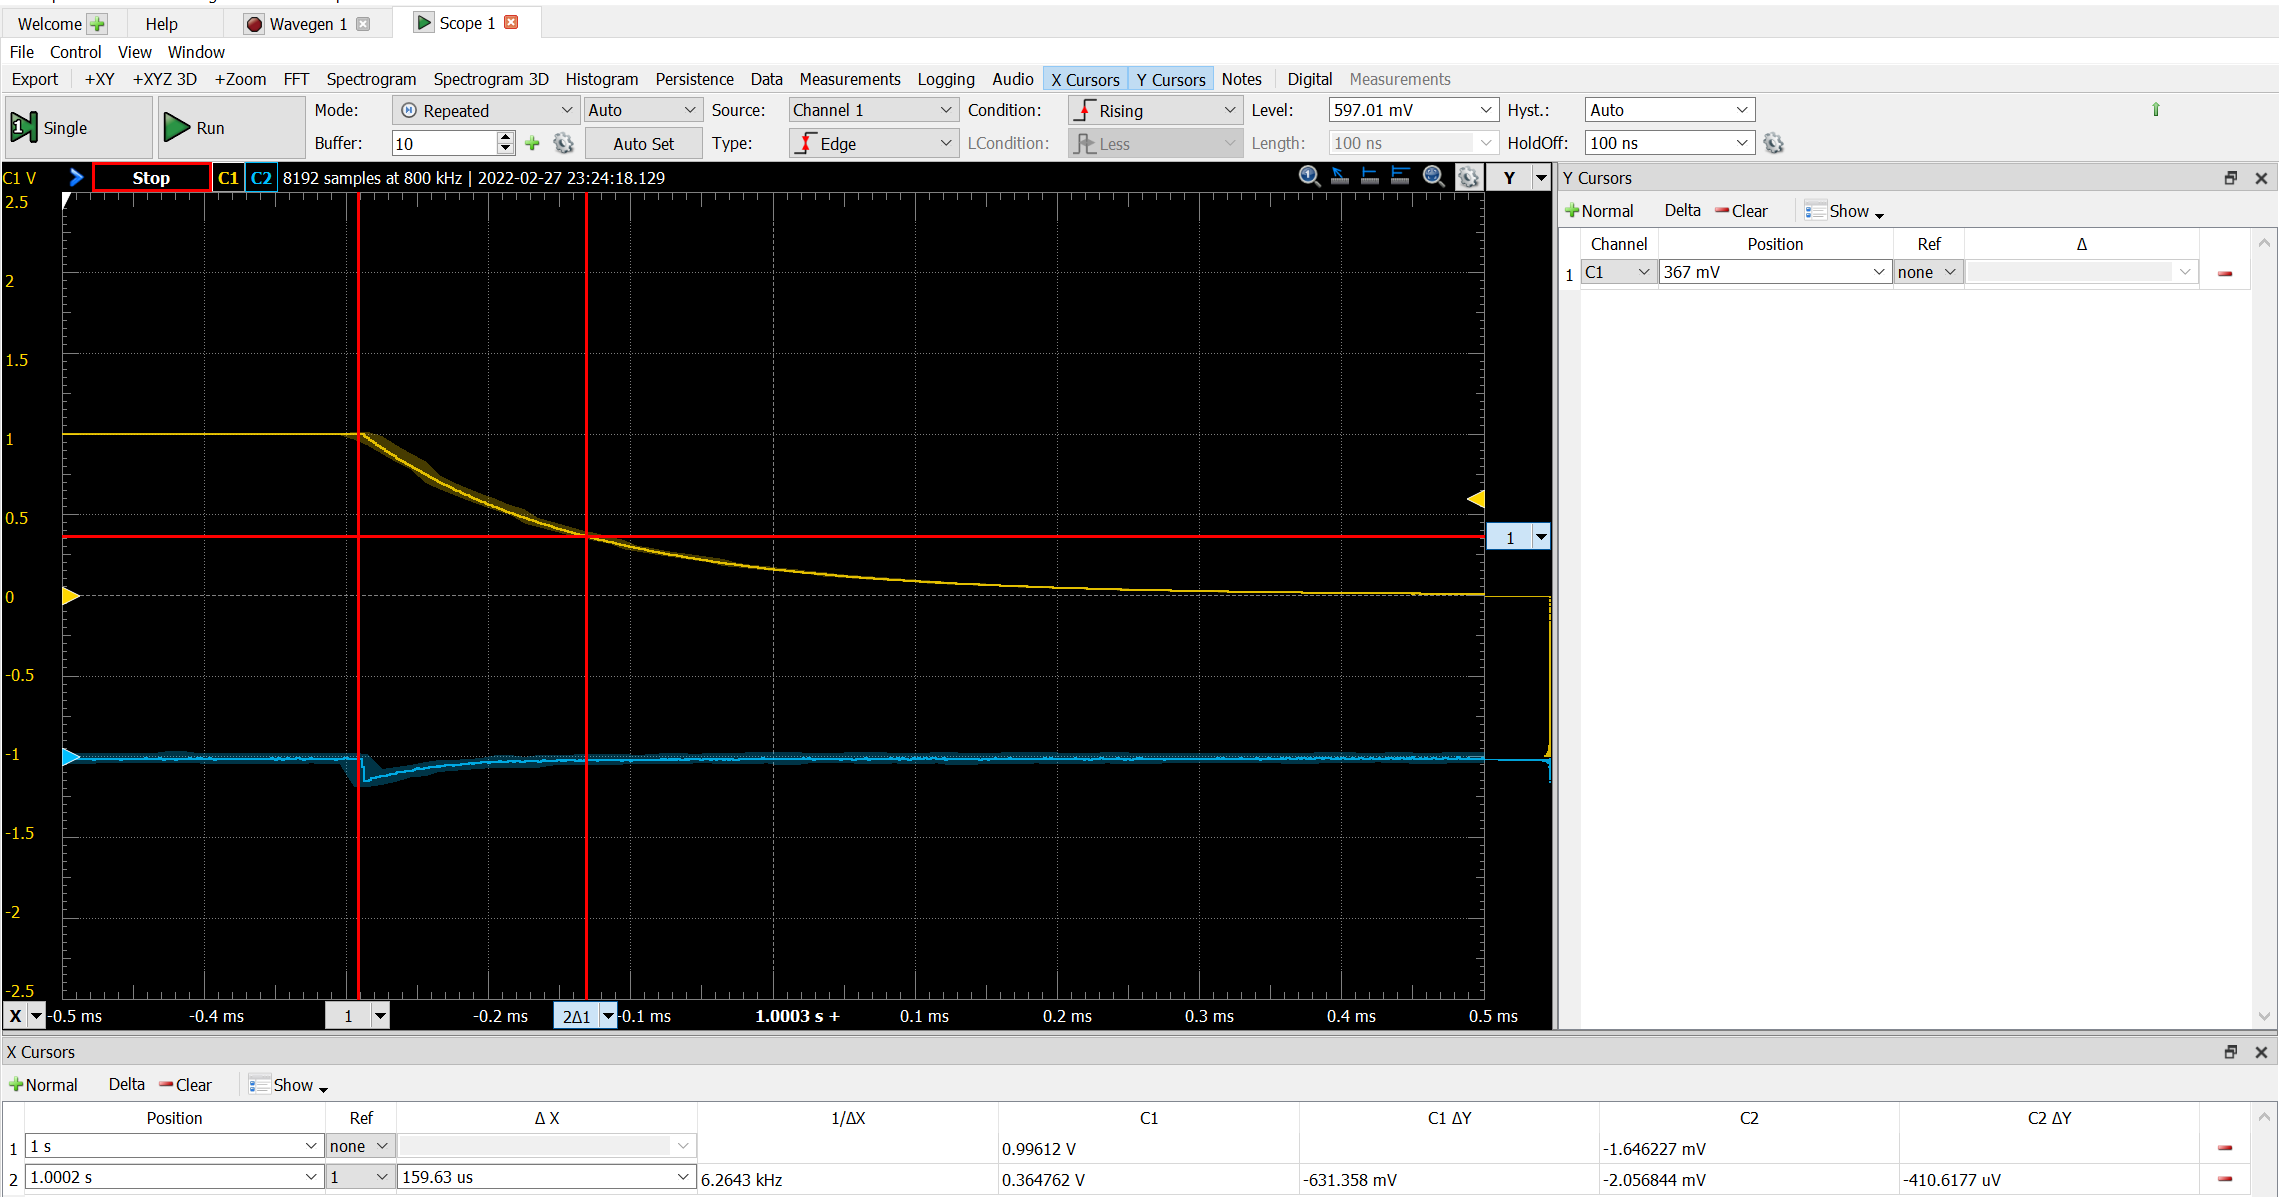 Welcome Help Wavegen 1 Scope 1
File Control View Window
Export +XY +XYZ 3D +Zoom FFT Spectrogram Spectrogram 3D Histogram Persistence Data Measurements Logging Audio X Cursors Y Cursors Notes Digital Measurements
Single Run Mode: Repeated Auto Source: Channel 1 Condition: Rising Level: 597.01 mV Hyst.: Auto
Buffer: 10 Auto Set Type: Edge LCondition: Less Length: 100 ns HoldOff: 100 ns
C1 V Stop C1 C2 8192 samples at 800 kHz | 2022-02-27 23:24:18.129 Y
2.5
2
1.5
1
0.5
0
-0.5
-1
-1.5
-2
-2.5
1
X -0.5 ms -0.4 ms 1 -0.2 ms 2Δ1 -0.1 ms 1.0003 s + 0.1 ms 0.2 ms 0.3 ms 0.4 ms 0.5 ms
Y Cursors
Normal Delta Clear Show
Channel Position Ref Δ
1 C1 367 mV none
X Cursors
Normal Delta Clear Show
Position Ref Δ X 1/ΔX C1 C1 ΔY C2 C2 ΔY
1 1 s none 0.99612 V -1.646227 mV
2 1.0002 s 1 159.63 us 6.2643 kHz 0.364762 V -631.358 mV -2.056844 mV -410.6177 uV